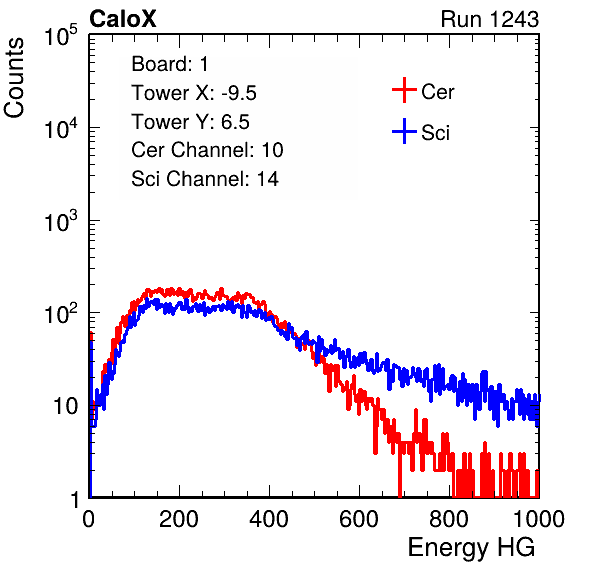 CaloX Run 1243
Counts
10^5
10^4
10^3
10^2
10
1
Board: 1
Tower X: -9.5
Tower Y: 6.5
Cer Channel: 10
Sci Channel: 14
Cer
Sci
0 200 400 600 800 1000
Energy HG